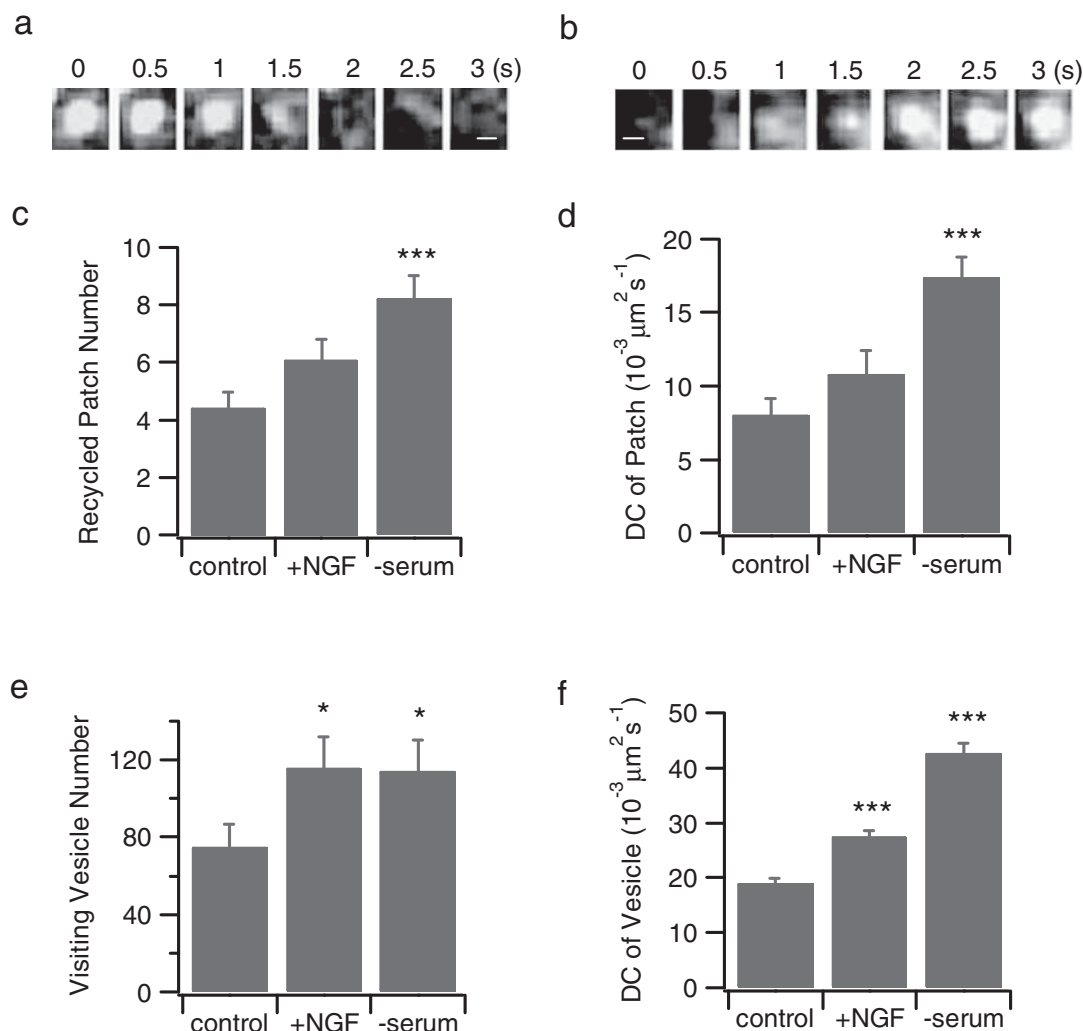 a
0 0.5 1 1.5 2 2.5 3 (s)
b
0 0.5 1 1.5 2 2.5 3 (s)
c
Recycled Patch Number
10
8
6
4
2
0
***
control +NGF -serum
d
DC of Patch (10⁻³ μm² s⁻¹)
20
15
10
5
0
***
control +NGF -serum
e
Visiting Vesicle Number
120
80
40
0
* *
control +NGF -serum
f
DC of Vesicle (10⁻³ μm² s⁻¹)
50
40
30
20
10
0
***
***
control +NGF -serum